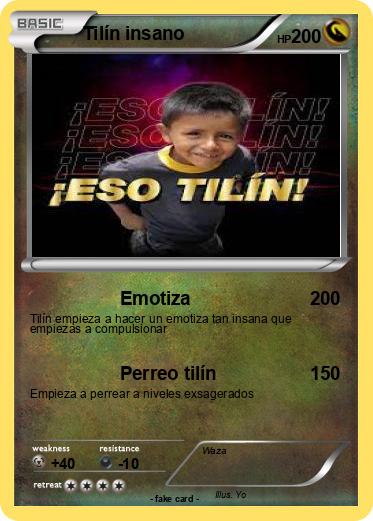 BASIC
Tilín insano
HP200
¡ESO TILÍN!
¡ESO TILÍN!
¡ESO TILÍN!
¡ESO TILÍN!
Emotiza 200
Tilín empieza a hacer un emotiza tan insana que
empiezas a compulsionar
Perreo tilín 150
Empieza a perrear a niveles exsagerados
weakness resistance
+40 -10
Waza
retreat
- fake card -
Illus. Yo